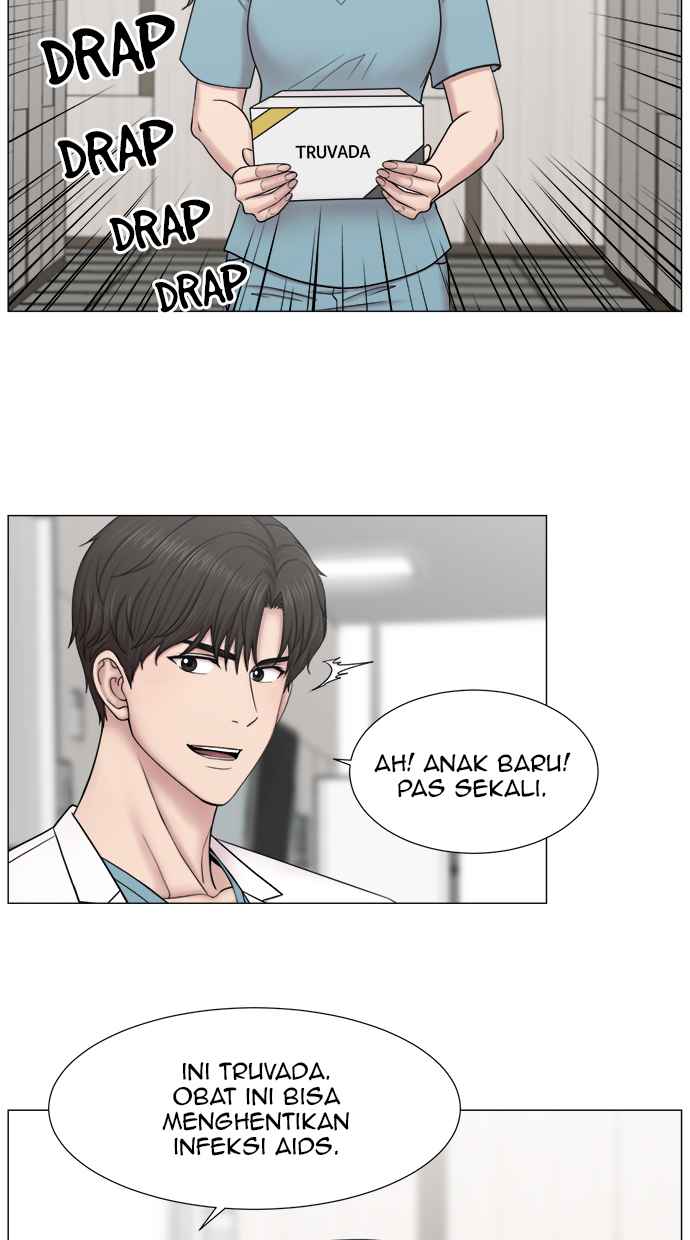 DRAP
DRAP
DRAP
DRAP
TRUVADA
AH! ANAK BARU!
PAS SEKALI.
INI TRUVADA.
OBAT INI BISA
MENGHENTIKAN
INFEKSI AIDS.